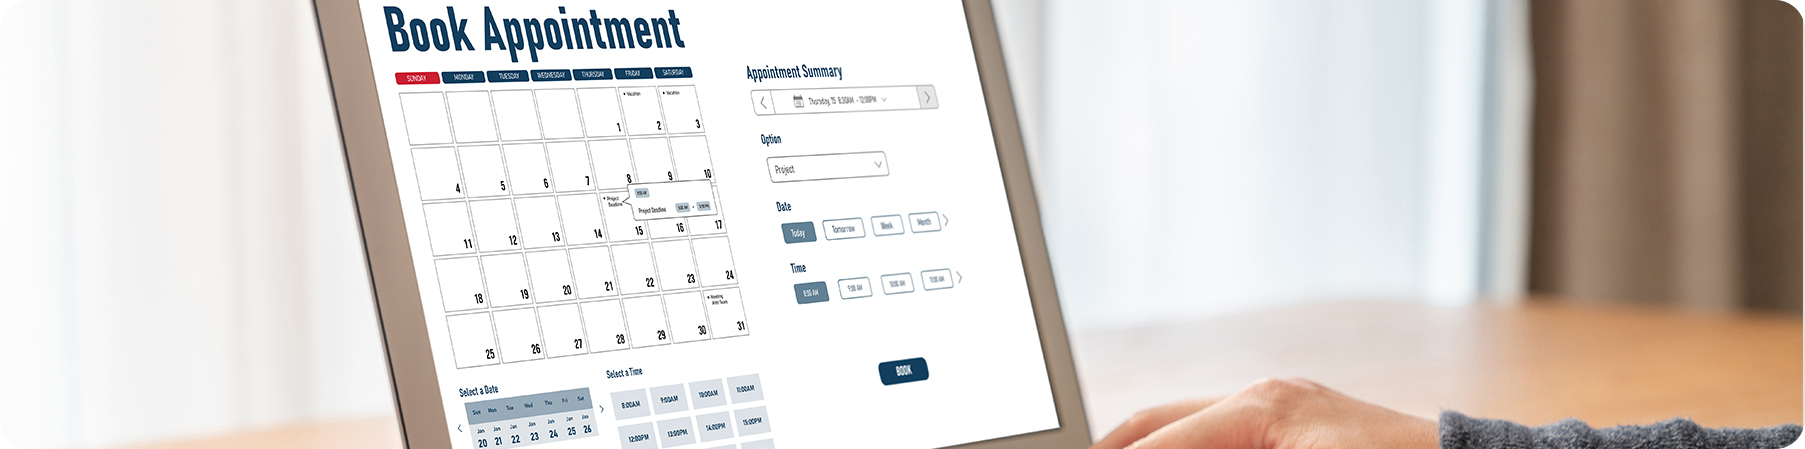 Book Appointment
SUNDAY MONDAY TUESDAY WEDNESDAY THURSDAY FRIDAY SATURDAY
• Vacation • Vacation
1 2 3
4 5 6 7 8 9 10
• Project
Deadline
Project Deadline
11 12 13 14 15 16 17
18 19 20 21 22 23 24
• Meeting
With Team
25 26 27 28 29 30 31
Select a Date
Sun Mon Tue Wed Thu Fri Sat
Jan Jan Jan Jan Jan Jan Jan
20 21 22 23 24 25 26
Select a Time
8:00AM 9:00AM 10:00AM 11:00AM
12:00PM 13:00PM 14:00PM 15:00PM
Appointment Summary
Thursday, 15 8:30AM - 12:00PM
Option
Project
Date
Today Tomorrow Week Month
Time
8:00 AM 9:00 AM 10:00 AM 11:00 AM
BOOK